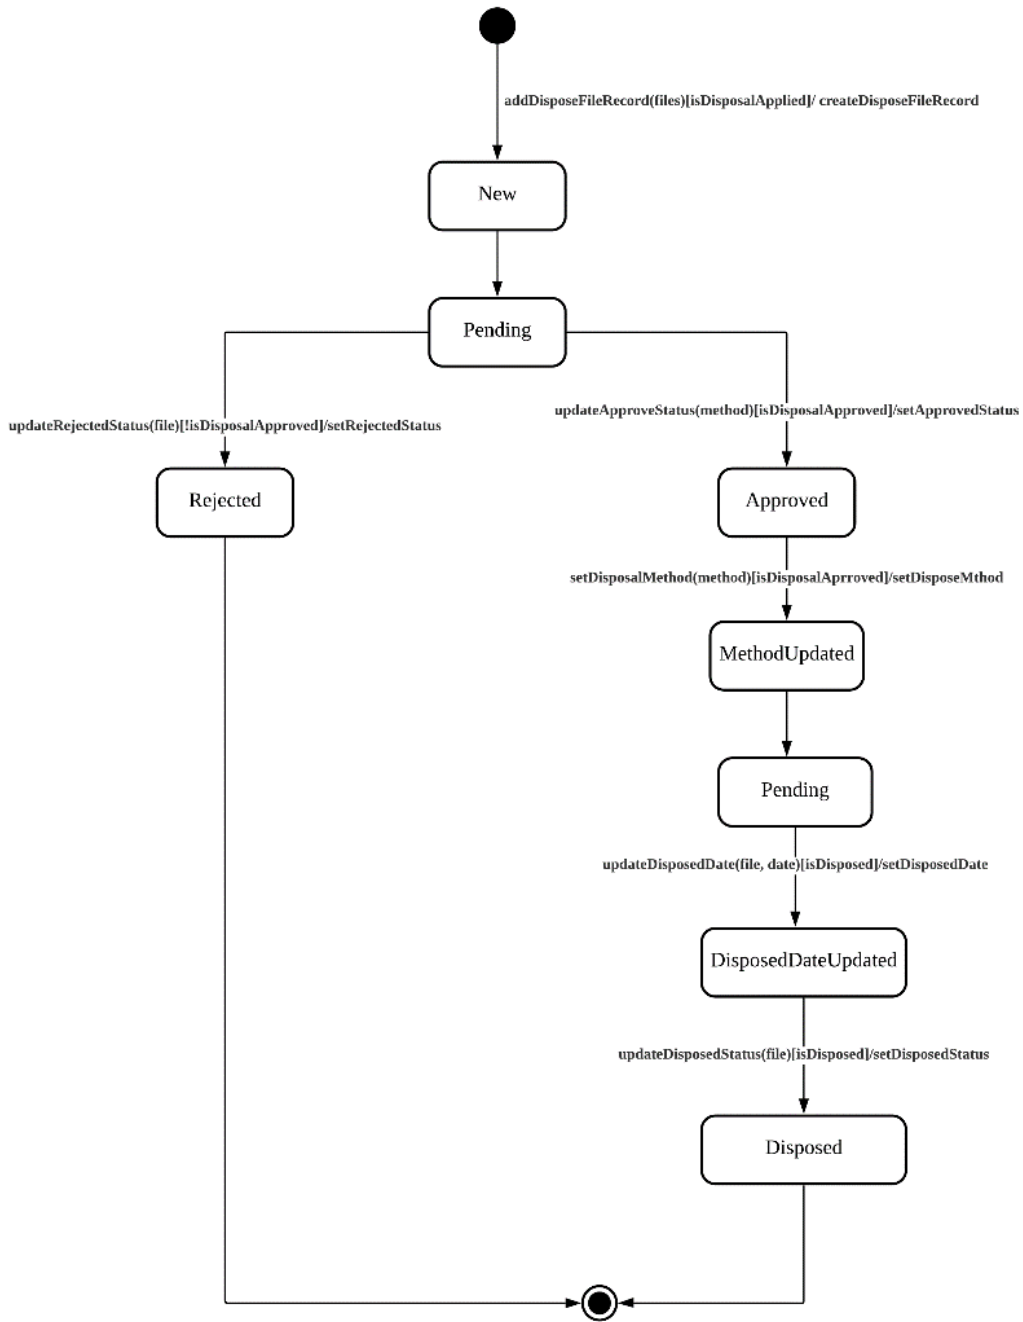 addDisposeFileRecord(files)[isDisposalApplied]/ createDisposeFileRecord
New
Pending
updateApproveStatus(method)[isDisposalApproved]/setApprovedStatus
updateRejectedStatus(file)[!isDisposalApproved]/setRejectedStatus
Rejected
Approved
setDisposalMethod(method)[isDisposalAprroved]/setDisposeMthod
MethodUpdated
Pending
updateDisposedDate(file, date)[isDisposed]/setDisposedDate
DisposedDateUpdated
updateDisposedStatus(file)[isDisposed]/setDisposedStatus
Disposed